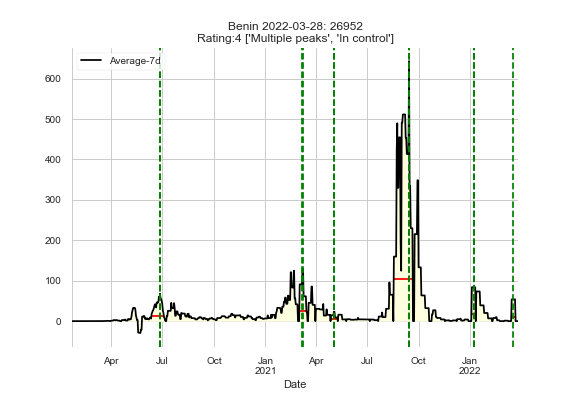 Benin 2022-03-28: 26952
Rating:4 ['Multiple peaks', 'In control']
Average-7d
600
500
400
300
200
100
0
Apr Jul Oct Jan Apr Jul Oct Jan
2021 2022
Date